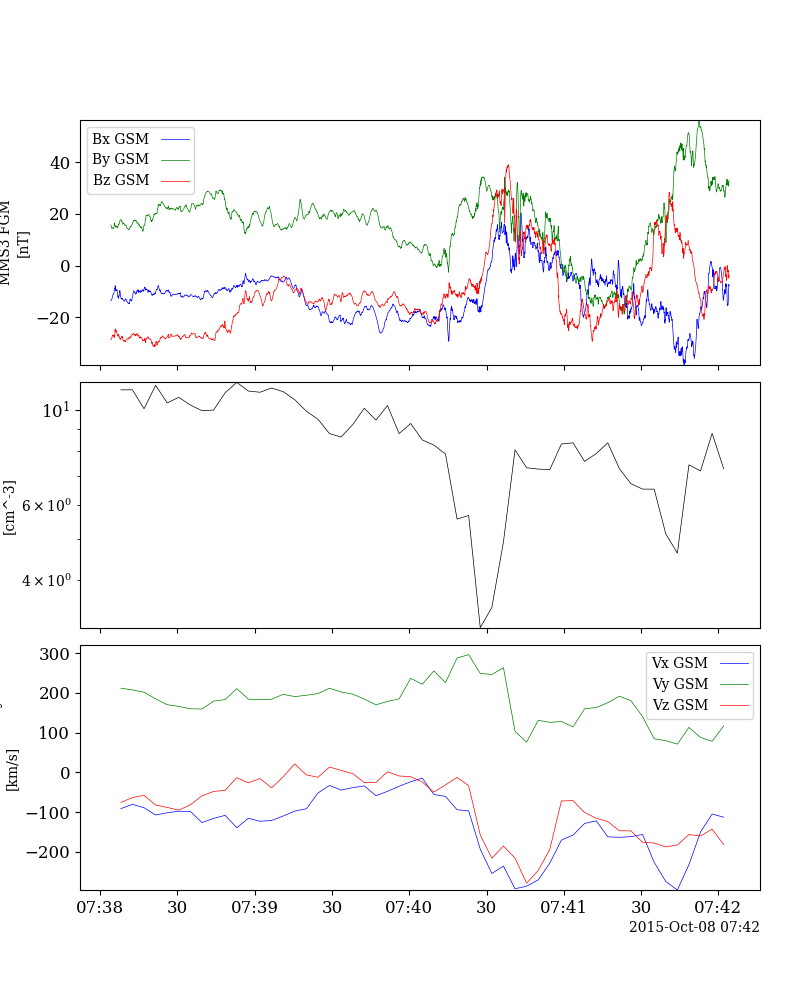 Bx GSM
By GSM
Bz GSM
MMS3 FGM
[nT]
40
20
0
−20
10¹
6 × 10⁰
4 × 10⁰
[cm^-3]
Vx GSM
Vy GSM
Vz GSM
[km/s]
300
200
100
0
−100
−200
07:38
30
07:39
30
07:40
30
07:41
30
07:42
2015-Oct-08 07:42